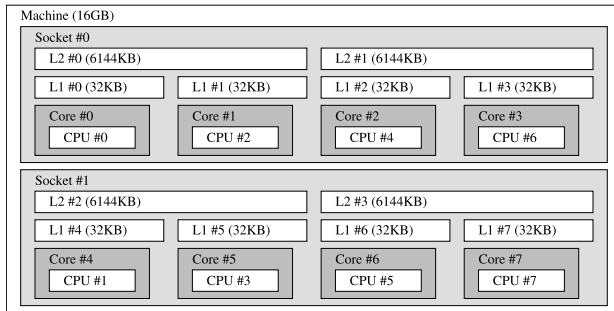 Machine (16GB)
Socket #0
L2 #0 (6144KB) L2 #1 (6144KB)
L1 #0 (32KB) L1 #1 (32KB) L1 #2 (32KB) L1 #3 (32KB)
Core #0 Core #1 Core #2 Core #3
CPU #0 CPU #2 CPU #4 CPU #6
Socket #1
L2 #2 (6144KB) L2 #3 (6144KB)
L1 #4 (32KB) L1 #5 (32KB) L1 #6 (32KB) L1 #7 (32KB)
Core #4 Core #5 Core #6 Core #7
CPU #1 CPU #3 CPU #5 CPU #7